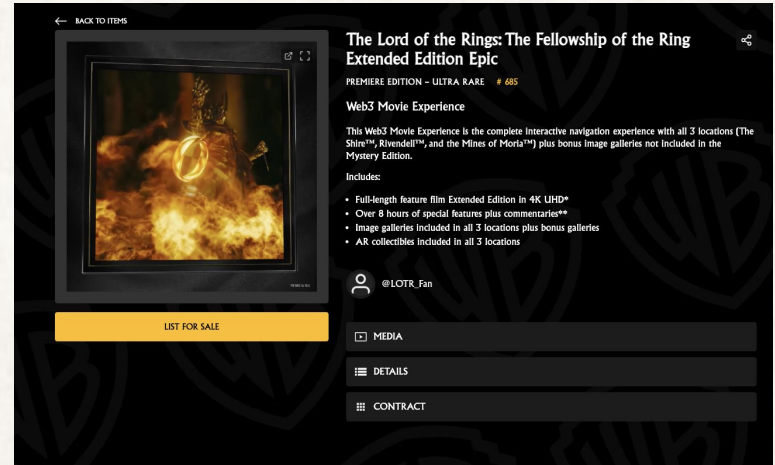 BACK TO ITEMS
The Lord of the Rings: The Fellowship of the Ring
Extended Edition Epic
PREMIERE EDITION – ULTRA RARE # 685
Web3 Movie Experience
This Web3 Movie Experience is the complete interactive navigation experience with all 3 locations (The
Shire™, Rivendell™, and the Mines of Moria™) plus bonus image galleries not included in the
Mystery Edition.
Includes:
• Full-length feature film Extended Edition in 4K UHD*
• Over 8 hours of special features plus commentaries**
• Image galleries included in all 3 locations plus bonus galleries
• AR collectibles included in all 3 locations
@LOTR_Fan
LIST FOR SALE
MEDIA
DETAILS
CONTRACT